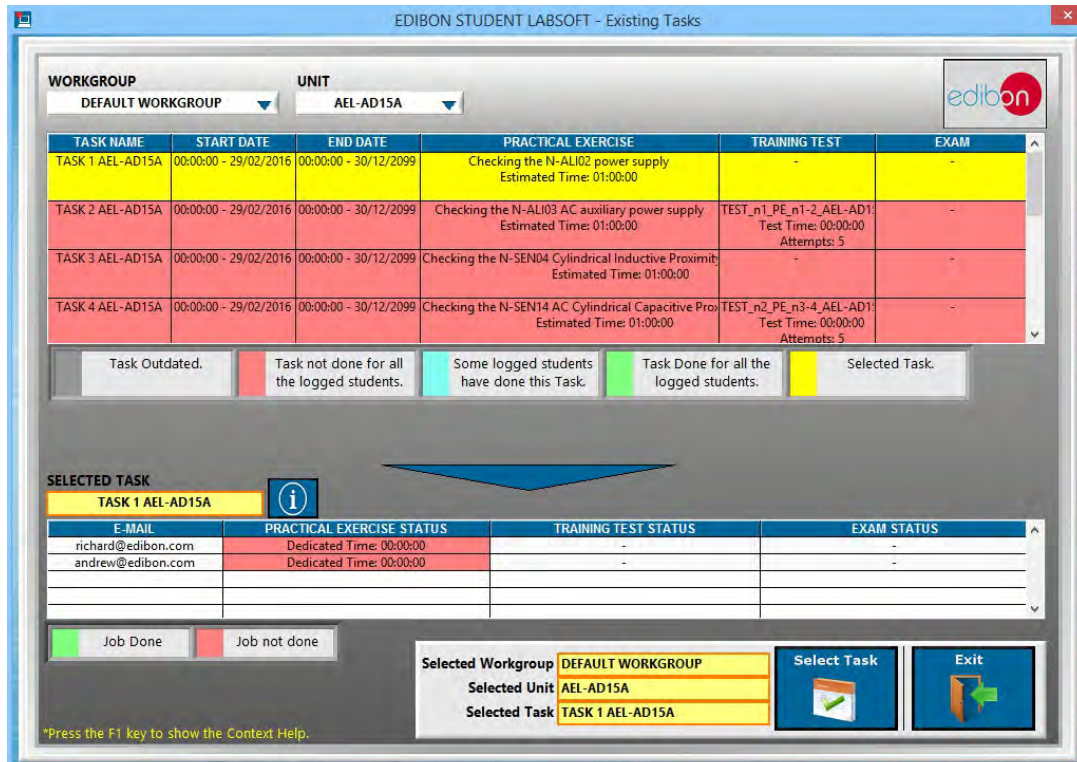 EDIBON STUDENT LABSOFT - Existing Tasks
WORKGROUP UNIT
DEFAULT WORKGROUP AEL-AD15A
edibon
TASK NAME START DATE END DATE PRACTICAL EXERCISE TRAINING TEST EXAM
TASK 1 AEL-AD15A 00:00:00 - 29/02/2016 00:00:00 - 30/12/2099 Checking the N-ALI02 power supply - -
Estimated Time: 01:00:00
TASK 2 AEL-AD15A 00:00:00 - 29/02/2016 00:00:00 - 30/12/2099 Checking the N-ALI03 AC auxiliary power supply TEST_n1_PE_n1-2_AEL-AD1 -
Estimated Time: 01:00:00 Test Time: 00:00:00
Attempts: 5
TASK 3 AEL-AD15A 00:00:00 - 29/02/2016 00:00:00 - 30/12/2099 Checking the N-SEN04 Cylindrical Inductive Proximity - -
Estimated Time: 01:00:00
TASK 4 AEL-AD15A 00:00:00 - 29/02/2016 00:00:00 - 30/12/2099 Checking the N-SEN14 AC Cylindrical Capacitive Pro TEST_n2_PE_n3-4_AEL-AD1 -
Estimated Time: 01:00:00 Test Time: 00:00:00
Attempts: 5
Task Outdated. Task not done for all Some logged students Task Done for all the Selected Task.
the logged students. have done this Task. logged students.
SELECTED TASK
TASK 1 AEL-AD15A i
E-MAIL PRACTICAL EXERCISE STATUS TRAINING TEST STATUS EXAM STATUS
richard@edibon.com Dedicated Time: 00:00:00 - -
andrew@edibon.com Dedicated Time: 00:00:00 - -
Job Done Job not done
Selected Workgroup DEFAULT WORKGROUP Select Task Exit
Selected Unit AEL-AD15A
Selected Task TASK 1 AEL-AD15A
*Press the F1 key to show the Context Help.